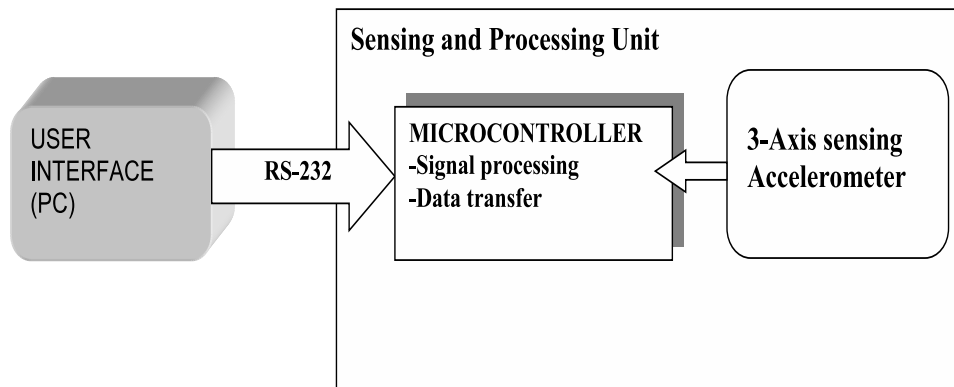 Sensing and Processing Unit
USER
INTERFACE
(PC)
RS-232
MICROCONTROLLER
-Signal processing
-Data transfer
3-Axis sensing
Accelerometer